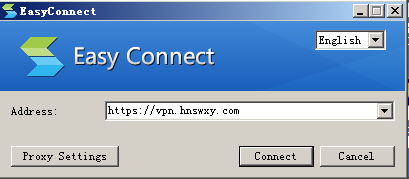 EasyConnect
English
Easy Connect
Address:
https://vpn.hnswxy.com
Proxy Settings
Connect
Cancel